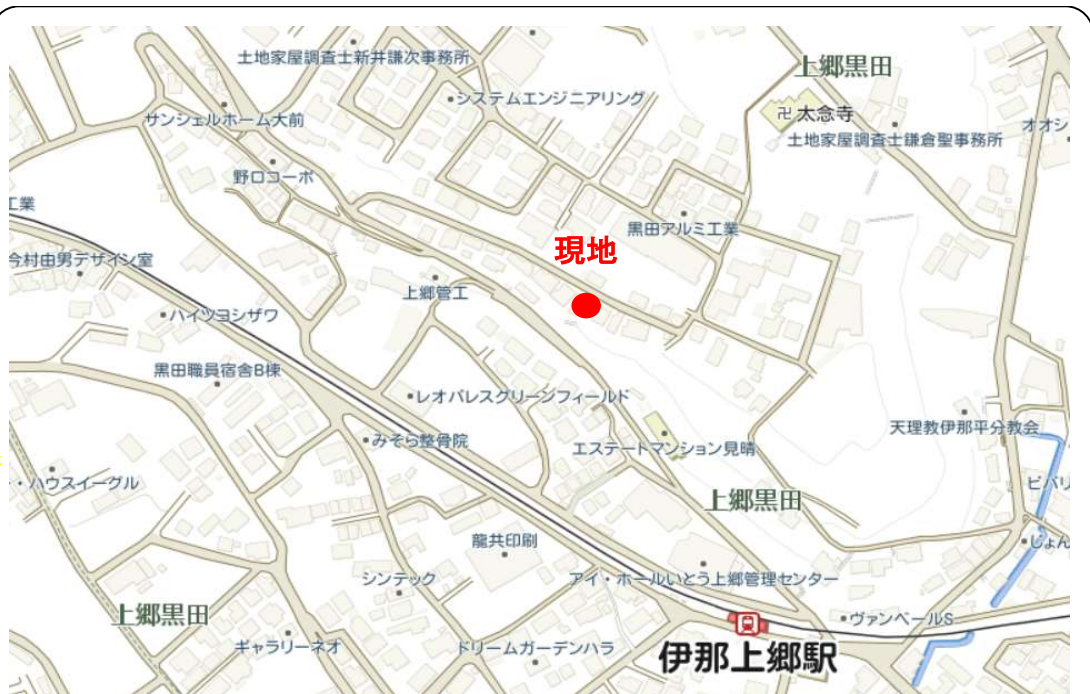 土地家屋調査士新井謙次事務所
上郷黒田
システムエンジニアリング
サンシェルホーム大前
太念寺
土地家屋調査士鎌倉聖事務所
オオシ
野口コーポ
工業
黒田アルミ工業
現地
今村由男デザイン室
上郷管工
ハイツヨシザワ
黒田職員宿舎B棟
レオパレスグリーンフィールド
天理教伊那平分教会
みそら整骨院
エステートマンション見晴
・ハウスイーグル
ビバリ
上郷黒田
龍共印刷
じょん
シンテック
アイ・ホールいとう上郷管理センター
上郷黒田
ヴァンベールS
ギャラリーネオ
ドリームガーデンハラ
伊那上郷駅